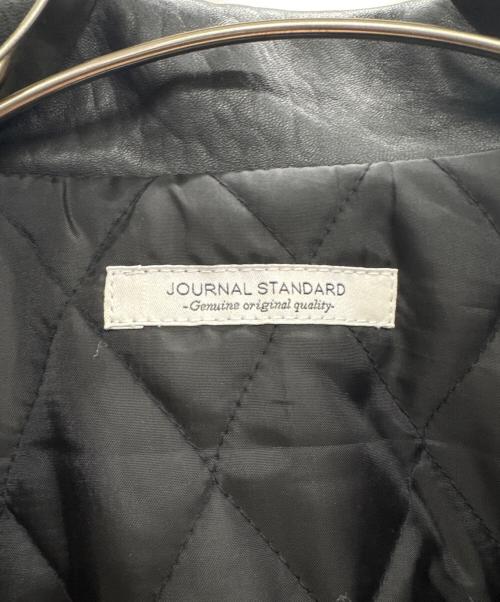 JOURNAL STANDARD
-Genuine original quality-